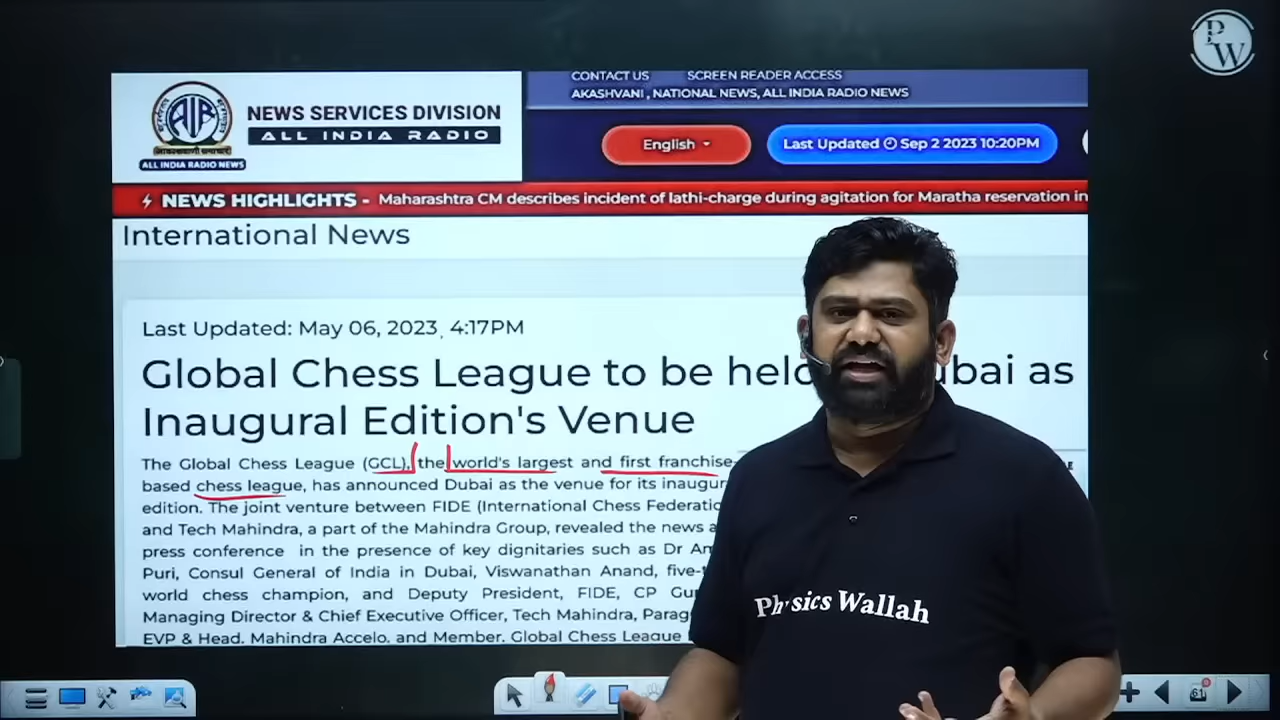 PW
CONTACT US SCREEN READER ACCESS
AKASHVANI , NATIONAL NEWS, ALL INDIA RADIO NEWS
AIR
NEWS SERVICES DIVISION
ALL INDIA RADIO
ALL INDIA RADIO NEWS
English
Last Updated Sep 2 2023 10:20PM
NEWS HIGHLIGHTS - Maharashtra CM describes incident of lathi-charge during agitation for Maratha reservation in
International News
Last Updated: May 06, 2023, 4:17PM
Global Chess League to be held ubai as
Inaugural Edition's Venue
The Global Chess League (GCL), the world's largest and first franchise-
based chess league, has announced Dubai as the venue for its inaugur
edition. The joint venture between FIDE (International Chess Federatio
and Tech Mahindra, a part of the Mahindra Group, revealed the news a
press conference in the presence of key dignitaries such as Dr Am
Puri, Consul General of India in Dubai, Viswanathan Anand, five-t
world chess champion, and Deputy President, FIDE, CP Gur
Managing Director & Chief Executive Officer, Tech Mahindra, Parag
EVP & Head, Mahindra Accelo, and Member, Global Chess League
Physics Wallah
61